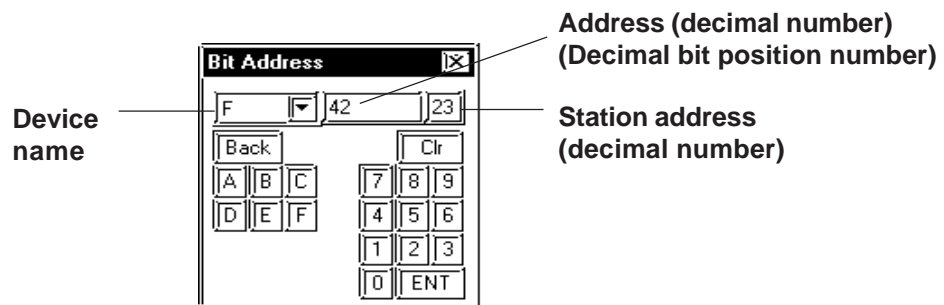 Address (decimal number)
(Decimal bit position number)
Bit Address
Device
name
F
42
23
Station address
(decimal number)
Back
Clr
A B C
7 8 9
D E F
4 5 6
1 2 3
0 ENT